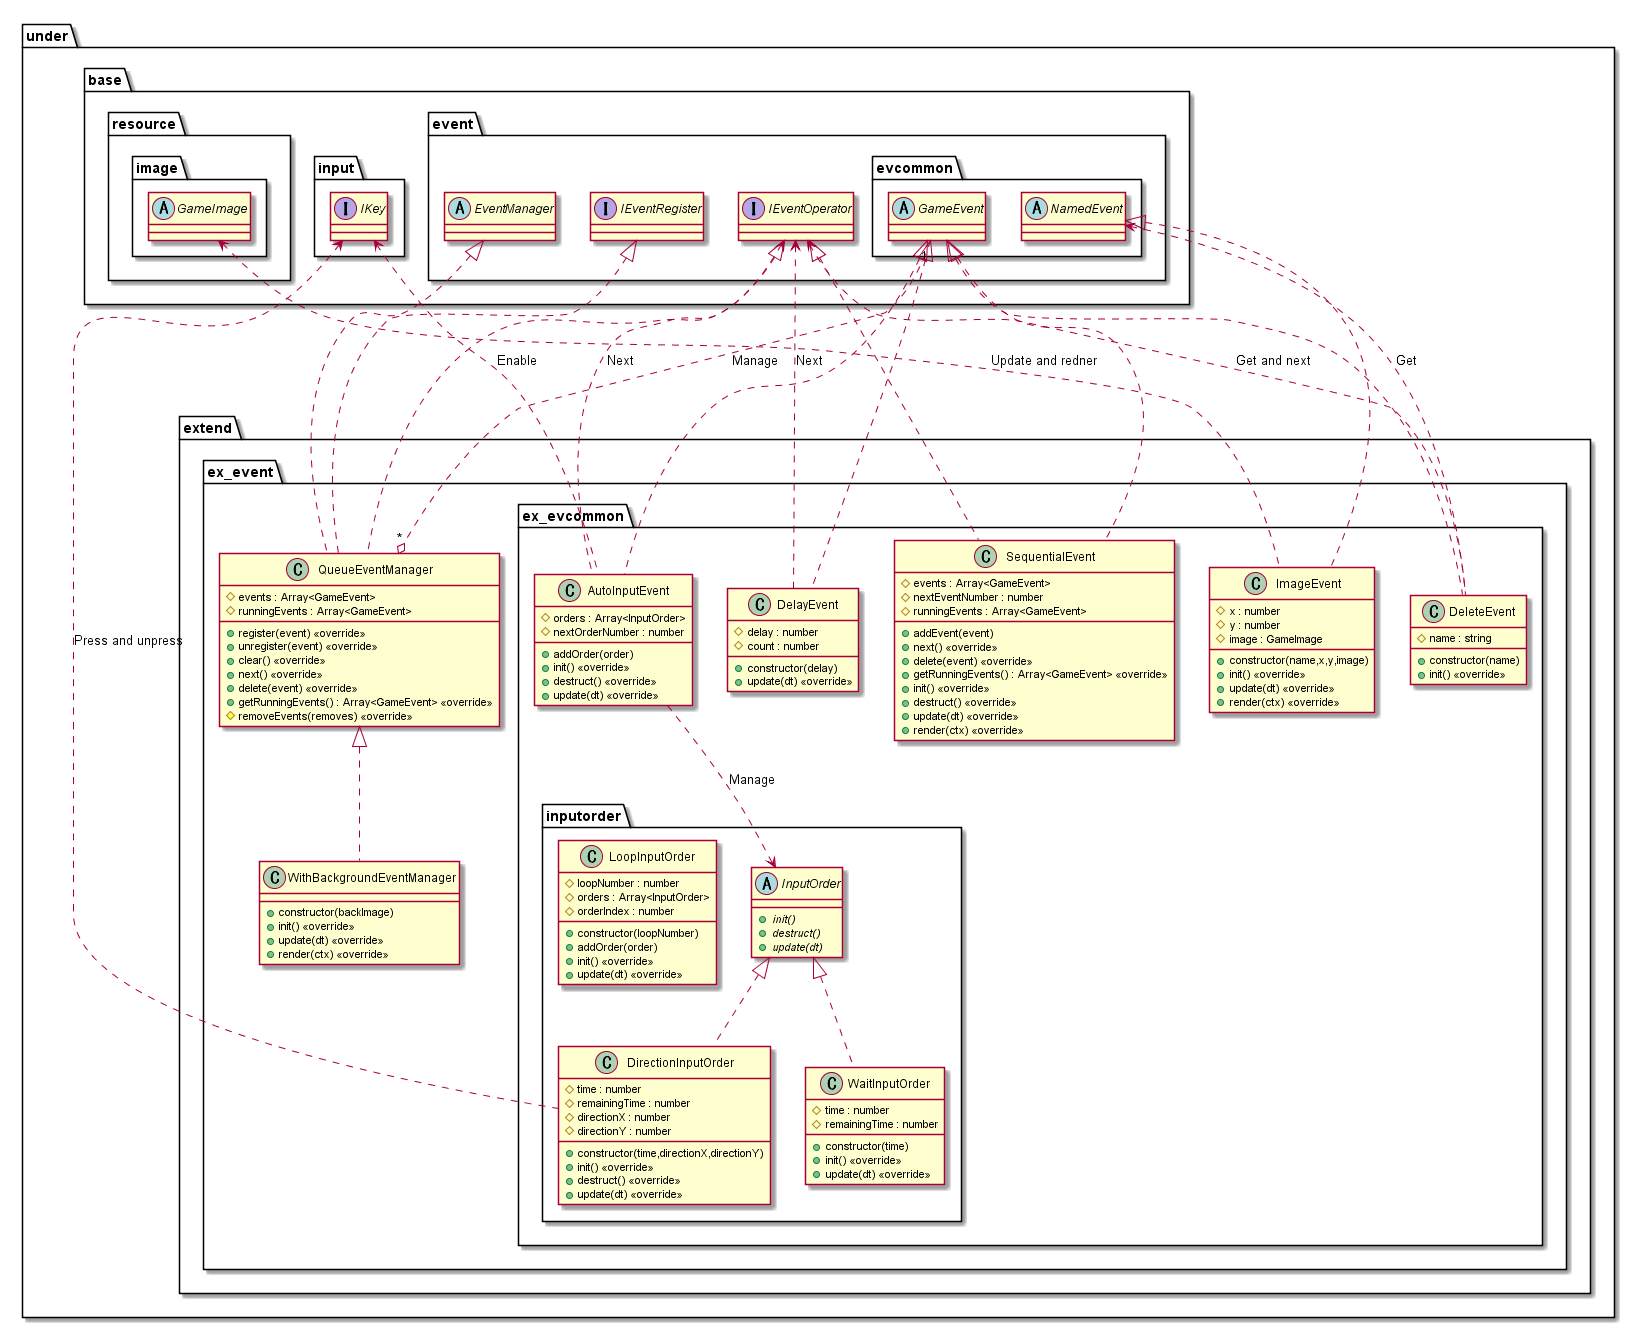 under
base
resource
event
image
input
evcommon
A GameImage
I IKey
A EventManager
I IEventRegister
I IEventOperator
A GameEvent
A NamedEvent
Enable
Next
Manage
Next
Update and redner
Get and next
Get
extend
ex_event
ex_evcommon
*
C QueueEventManager
events : Array<GameEvent>
runningEvents : Array<GameEvent>
register(event) «override»
unregister(event) «override»
clear() «override»
next() «override»
delete(event) «override»
getRunningEvents() : Array<GameEvent> «override»
removeEvents(removes) «override»
C AutoInputEvent
orders : Array<InputOrder>
nextOrderNumber : number
addOrder(order)
init() «override»
destruct() «override»
update(dt) «override»
C DelayEvent
delay : number
count : number
constructor(delay)
update(dt) «override»
C SequentialEvent
events : Array<GameEvent>
nextEventNumber : number
runningEvents : Array<GameEvent>
addEvent(event)
next() «override»
delete(event) «override»
getRunningEvents() : Array<GameEvent> «override»
init() «override»
destruct() «override»
update(dt) «override»
render(ctx) «override»
C ImageEvent
x : number
y : number
image : GameImage
constructor(name,x,y,image)
init() «override»
update(dt) «override»
render(ctx) «override»
C DeleteEvent
name : string
constructor(name)
init() «override»
Press and unpress
Manage
inputorder
C WithBackgroundEventManager
constructor(backImage)
init() «override»
update(dt) «override»
render(ctx) «override»
C LoopInputOrder
loopNumber : number
orders : Array<InputOrder>
orderIndex : number
constructor(loopNumber)
addOrder(order)
init() «override»
update(dt) «override»
A InputOrder
init()
destruct()
update(dt)
C DirectionInputOrder
time : number
remainingTime : number
directionX : number
directionY : number
constructor(time,directionX,directionY)
init() «override»
destruct() «override»
update(dt) «override»
C WaitInputOrder
time : number
remainingTime : number
constructor(time)
init() «override»
update(dt) «override»